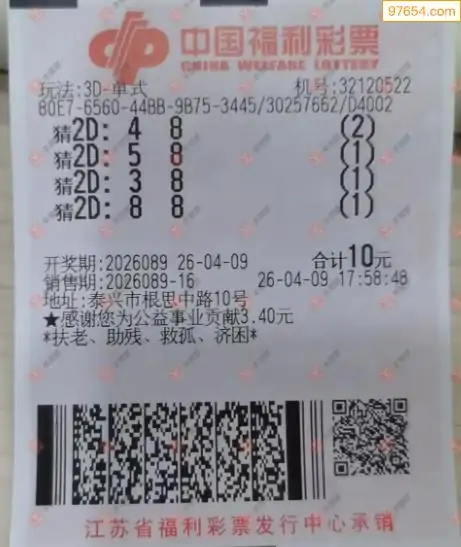 97654.com
中国福利彩票
CHINA WELFARE LOTTERY
玩法:3D-单式 机号:32120522
80E7-6560-44BB-9B75-3445/30257662/D4002
猜2D: 4 8 (2)
猜2D: 5 8 (1)
猜2D: 3 8 (1)
猜2D: 8 8 (1)
开奖期:2026089 26-04-09 合计10元
销售期:2026089-16 26-04-09 17:58:48
地址:泰兴市根思中路10号
★感谢您为公益事业贡献3.40元
*扶老、助残、救孤、济困*
江苏省福利彩票发行中心承销